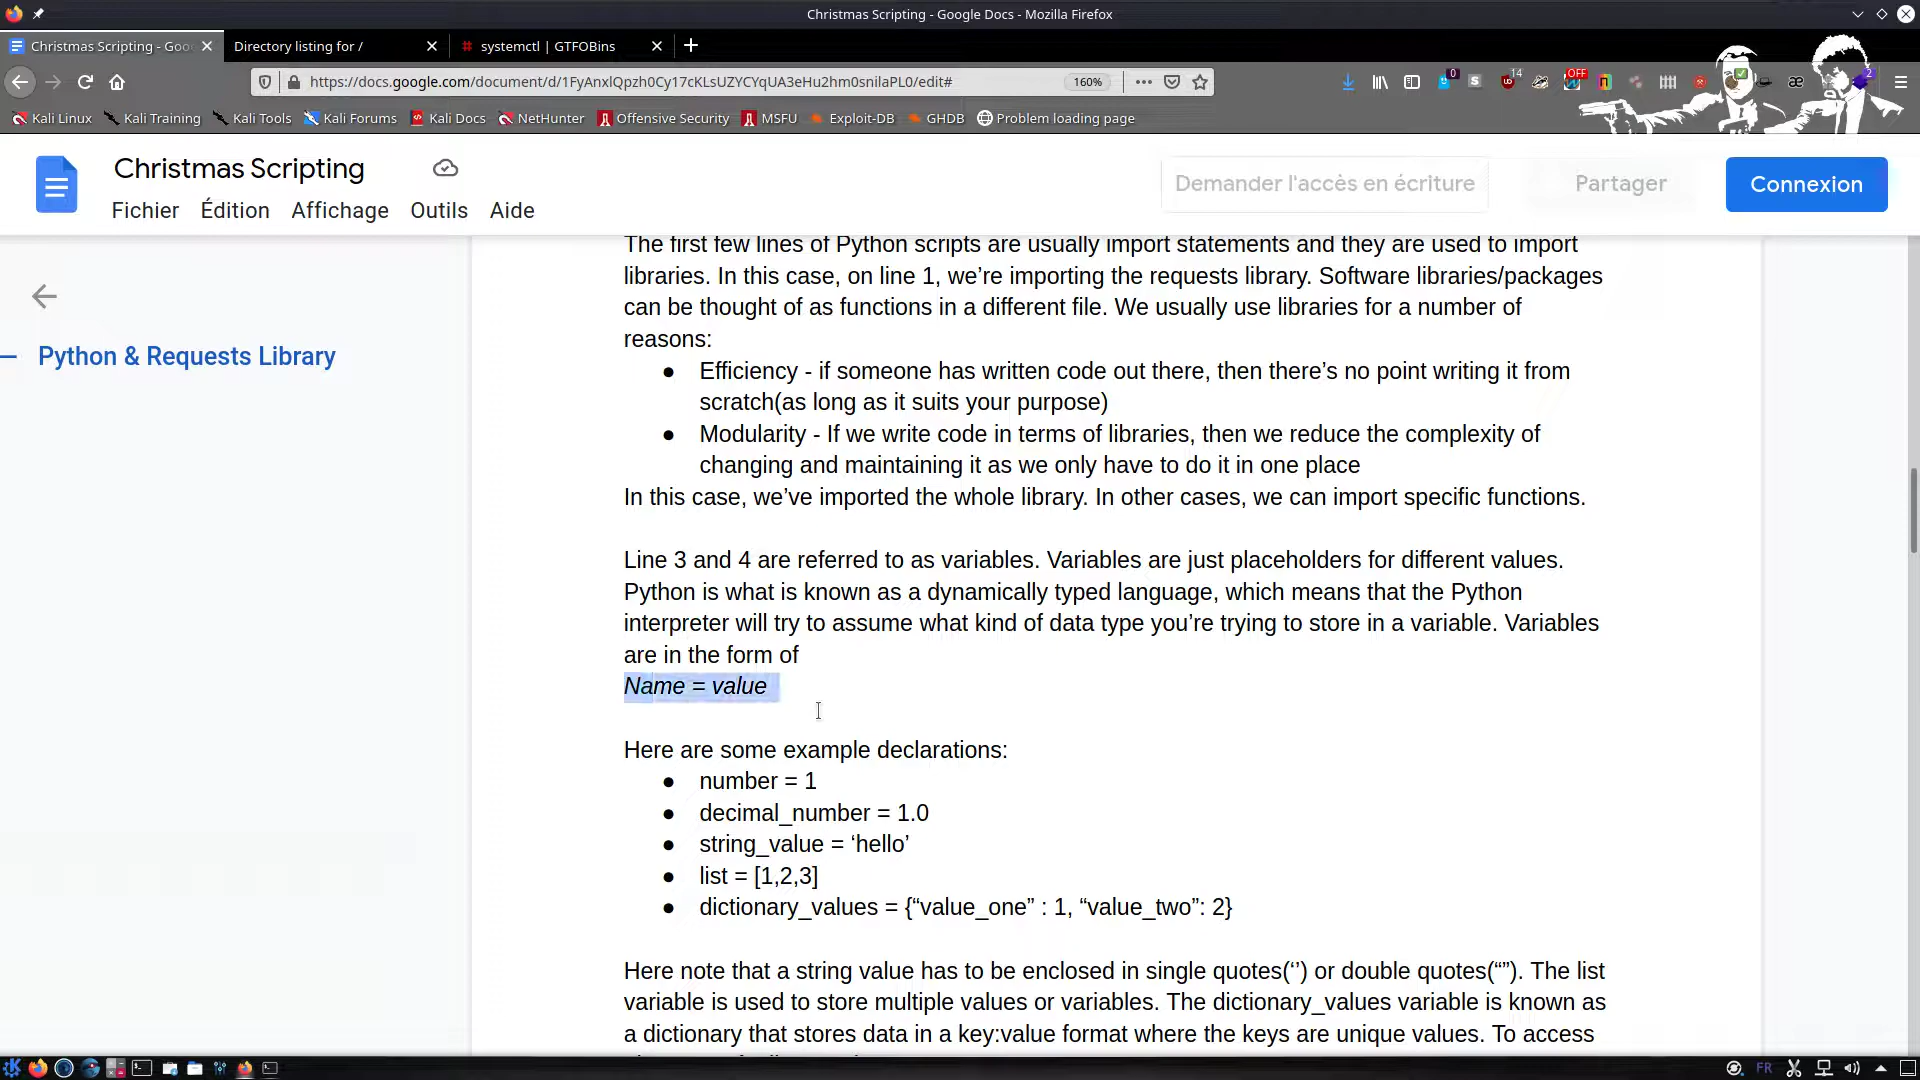 Christmas Scripting - Google Docs - Mozilla Firefox
Christmas Scripting - Goo
Directory listing for /
systemctl | GTFOBins
https://docs.google.com/document/d/1FyAnxlQpzh0Cy17cKLsUZYCYqUA3eHu2hm0snilaPL0/edit#
160%
0
S
14
OFF
æ
2
Kali Linux
Kali Training
Kali Tools
Kali Forums
Kali Docs
NetHunter
Offensive Security
MSFU
Exploit-DB
GHDB
Problem loading page
Christmas Scripting
Demander l'accès en écriture
Partager
Connexion
Fichier
Édition
Affichage
Outils
Aide
Python & Requests Library
The first few lines of Python scripts are usually import statements and they are used to import
libraries. In this case, on line 1, we’re importing the requests library. Software libraries/packages
can be thought of as functions in a different file. We usually use libraries for a number of
reasons:
● Efficiency - if someone has written code out there, then there’s no point writing it from
scratch(as long as it suits your purpose)
● Modularity - If we write code in terms of libraries, then we reduce the complexity of
changing and maintaining it as we only have to do it in one place
In this case, we’ve imported the whole library. In other cases, we can import specific functions.
Line 3 and 4 are referred to as variables. Variables are just placeholders for different values.
Python is what is known as a dynamically typed language, which means that the Python
interpreter will try to assume what kind of data type you’re trying to store in a variable. Variables
are in the form of
Name = value
Here are some example declarations:
● number = 1
● decimal_number = 1.0
● string_value = ‘hello’
● list = [1,2,3]
● dictionary_values = {“value_one” : 1, “value_two”: 2}
Here note that a string value has to be enclosed in single quotes(‘’) or double quotes(“”). The list
variable is used to store multiple values or variables. The dictionary_values variable is known as
a dictionary that stores data in a key:value format where the keys are unique values. To access
FR